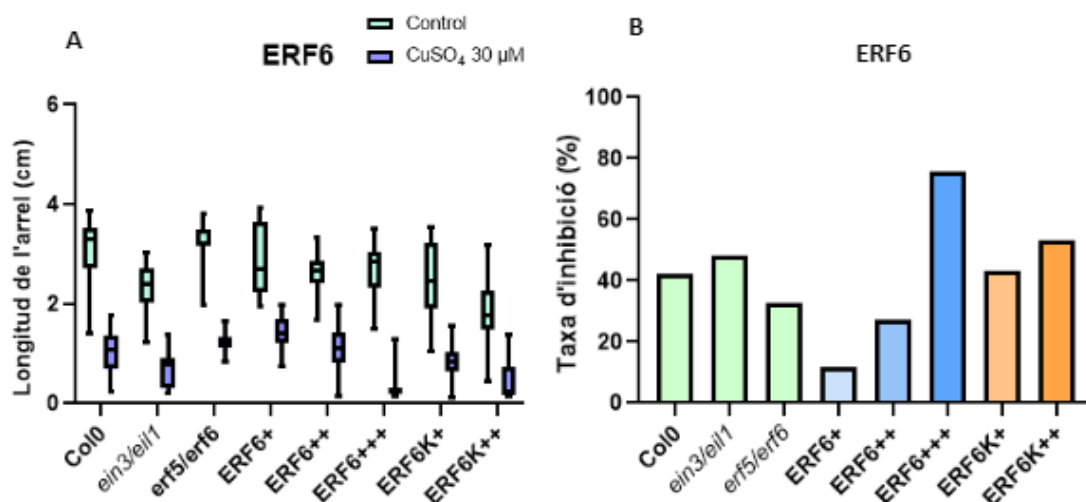 A
ERF6
Control
CuSO₄ 30 µM
Longitud de l'arrel (cm)
6
4
2
0
Col0
ein3/eil1
erf5/erf6
ERF6+
ERF6++
ERF6+++
ERF6K+
ERF6K++
B
ERF6
Taxa d'inhibició (%)
100
80
60
40
20
0
Col0
ein3/eil1
erf5/erf6
ERF6+
ERF6++
ERF6+++
ERF6K+
ERF6K++